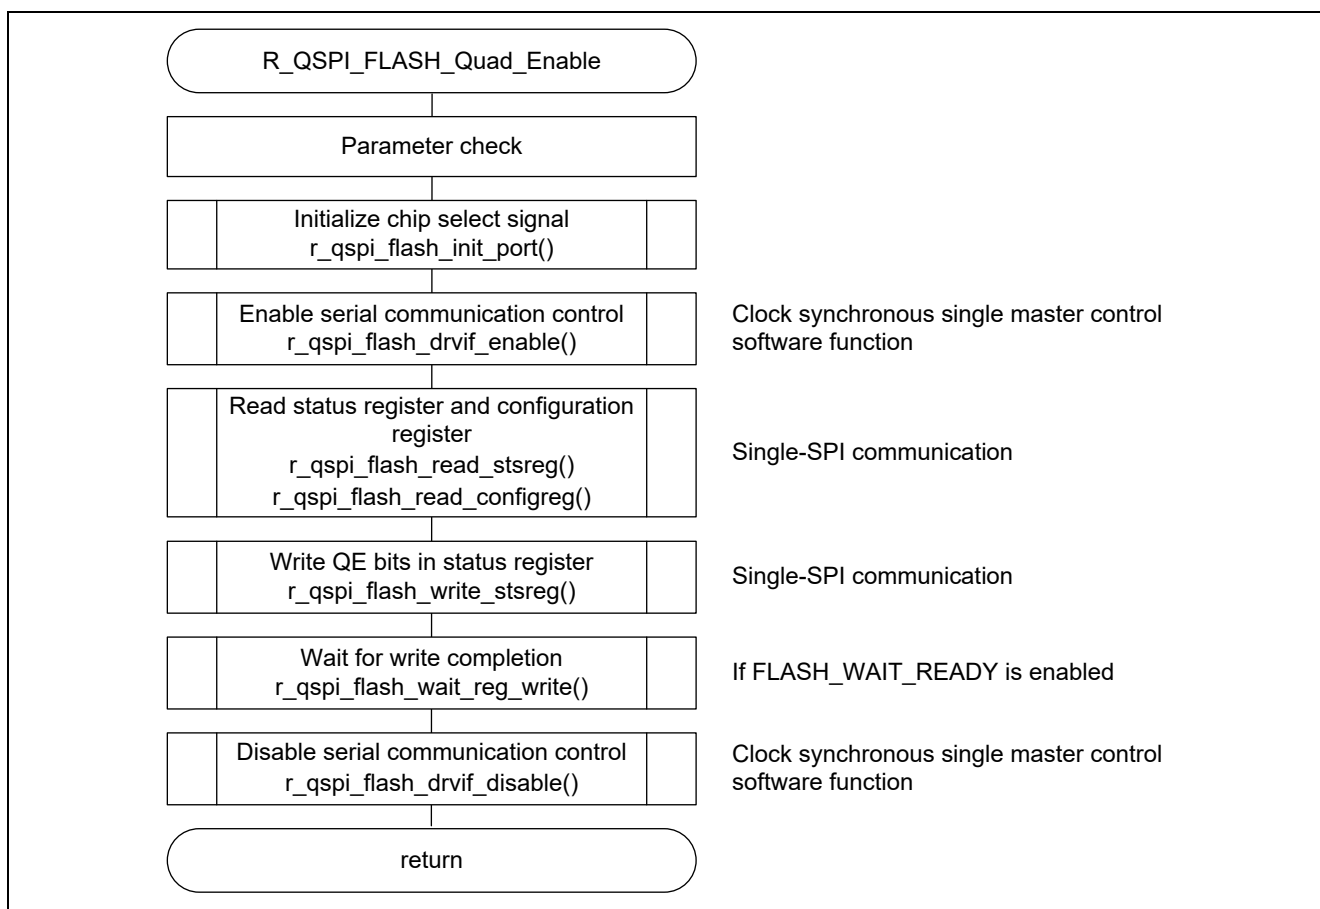 R_QSPI_FLASH_Quad_Enable
Parameter check
Initialize chip select signal
r_qspi_flash_init_port()
Enable serial communication control
r_qspi_flash_drvif_enable()
Clock synchronous single master control
software function
Read status register and configuration
register
r_qspi_flash_read_stsreg()
r_qspi_flash_read_configreg()
Single-SPI communication
Write QE bits in status register
r_qspi_flash_write_stsreg()
Single-SPI communication
Wait for write completion
r_qspi_flash_wait_reg_write()
If FLASH_WAIT_READY is enabled
Disable serial communication control
r_qspi_flash_drvif_disable()
Clock synchronous single master control
software function
return